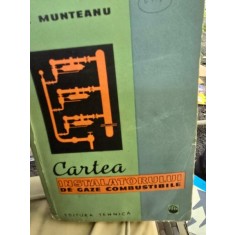 MUNTEANU
Cartea
INSTALATORULUI
DE GAZE COMBUSTIBILE
EDITURA TEHNICĂ